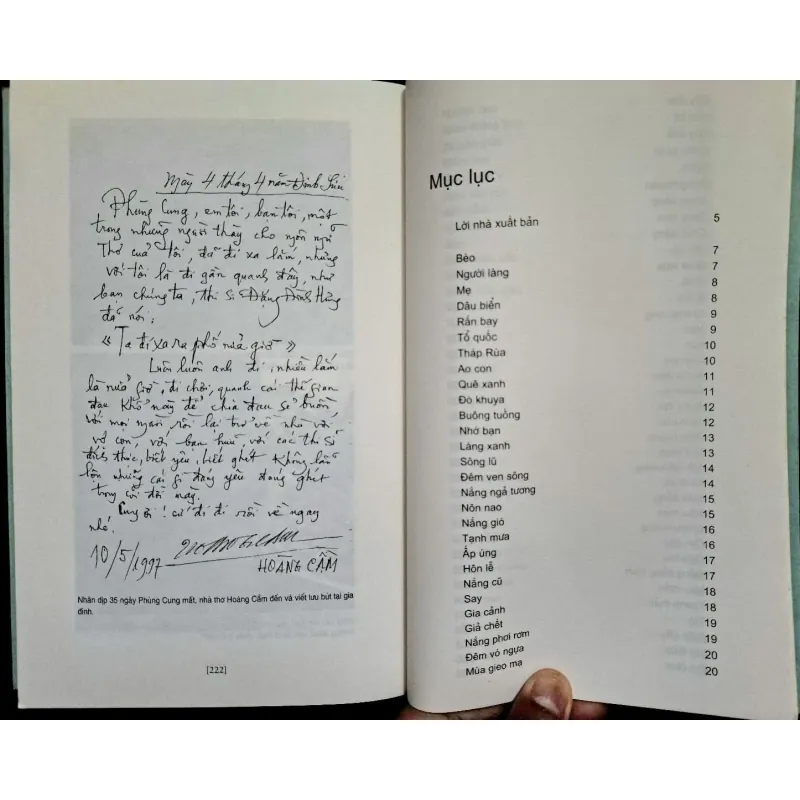 Mày 4 tháng 4 năm Đinh Sửu
Phùng Cung, em tôi, bạn tôi, một
trong những người thầy cho ngôn ngữ
Thơ của tôi, đã đi xa lắm, nhưng
với tôi là đi gần quanh đây, như
bạn chúng ta, thi sĩ Đặng Đình Hưng
đã nói:
« Ta đi xa ra phố nửa giờ »
Luôn luôn anh đi, nhiều lắm
là nửa giờ, đi chơi, quanh cái thế gian
đau khổ này để chia đau sẻ buồn
với mọi người, rồi lại trở về nhà với
vợ con, với bạn hữu, với các thi sĩ
đích thực, biết yêu, biết ghét không lẫn
lộn những cái gì đáng yêu đáng ghét
trong cõi đời này.
Cung ơi! cứ đi đi rồi về ngay
nhé.
10/5/1997
HOÀNG CẦM
Nhân dịp 35 ngày Phùng Cung mất, nhà thơ Hoàng Cầm đến và viết lưu bút tại gia
đình.
[222]
Mục lục
Lời nhà xuất bản 5
Bèo 7
Người làng 7
Mẹ 8
Dâu biển 8
Rắn bay 9
Tổ quốc 9
Tháp Rùa 10
Ao con 10
Quê xanh 11
Đò khuya 11
Buông tuồng 12
Nhớ bạn 12
Làng xanh 13
Sông lũ 13
Đêm ven sông 14
Nắng ngả tương 14
Nôn nao 15
Nắng gió 15
Tạnh mưa 16
Ấp úng 16
Hôn lễ 17
Nắng cũ 17
Say 18
Gia cảnh 18
Giả chết 19
Nắng phơi rơm 19
Đêm vó ngựa 20
Mùa gieo mạ 20